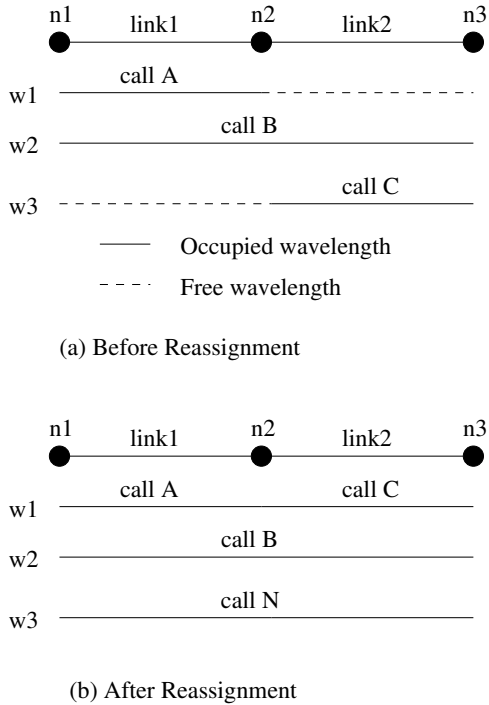 n1 link1 n2 link2 n3
call A
w1
call B
w2
call C
w3
Occupied wavelength
Free wavelength
(a) Before Reassignment
n1 link1 n2 link2 n3
call A call C
w1
call B
w2
call N
w3
(b) After Reassignment